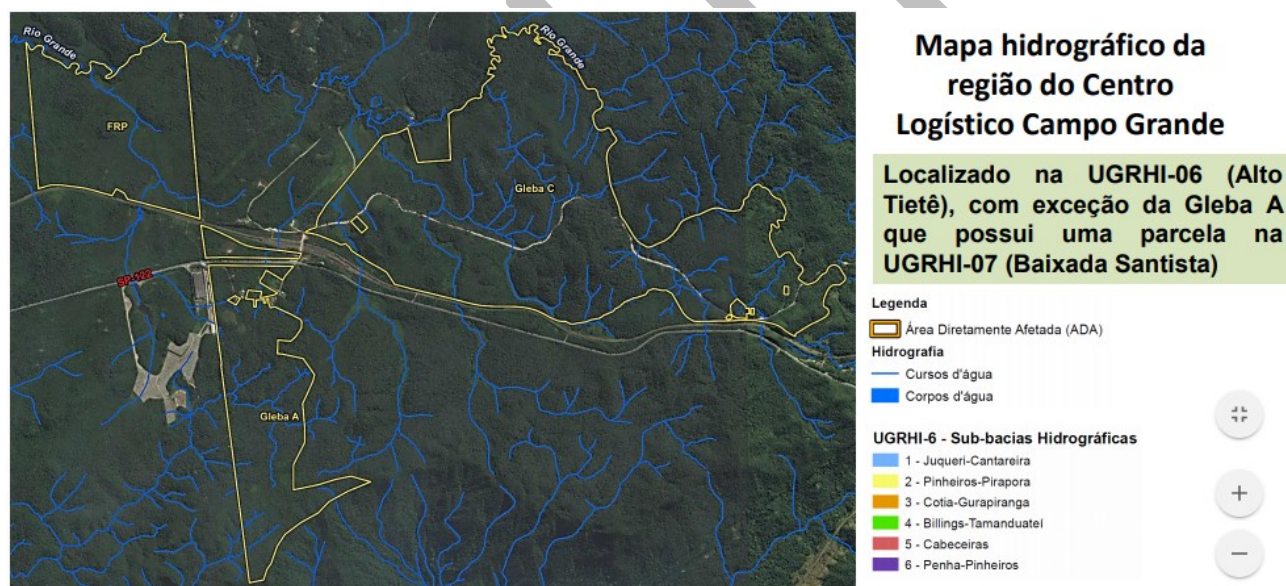 Rio Grande
Rio Grande
FRP
Gleba C
SP-122
Gleba A
Mapa hidrográfico da
região do Centro
Logístico Campo Grande
Localizado na UGRHI-06 (Alto
Tietê), com exceção da Gleba A
que possui uma parcela na
UGRHI-07 (Baixada Santista)
Legenda
Área Diretamente Afetada (ADA)
Hidrografia
Cursos d'água
Corpos d'água
UGRHI-6 - Sub-bacias Hidrográficas
1 - Juqueri-Cantareira
2 - Pinheiros-Pirapora
3 - Cotia-Gurapiranga
4 - Billings-Tamanduateí
5 - Cabeceiras
6 - Penha-Pinheiros